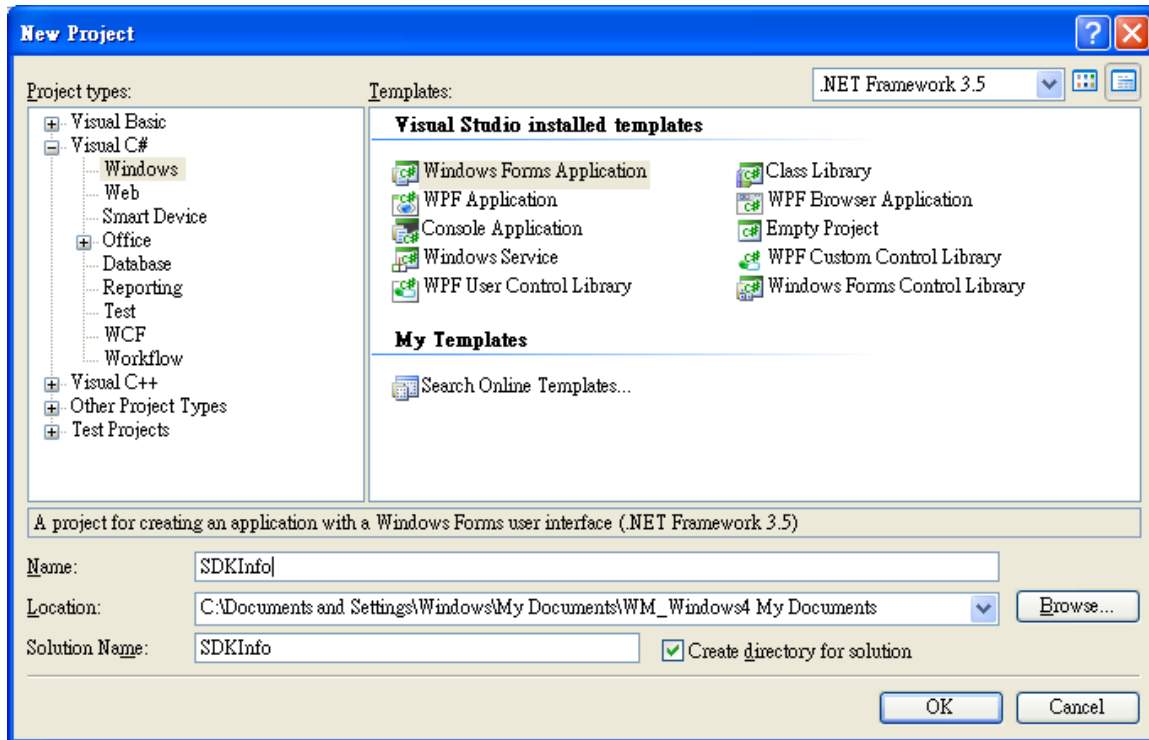 New Project
Project types:
Templates:
.NET Framework 3.5
Visual Basic
Visual C#
Windows
Web
Smart Device
Office
Database
Reporting
Test
WCF
Workflow
Visual C++
Other Project Types
Test Projects
Visual Studio installed templates
Windows Forms Application
Class Library
WPF Application
WPF Browser Application
Console Application
Empty Project
Windows Service
WPF Custom Control Library
WPF User Control Library
Windows Forms Control Library
My Templates
Search Online Templates...
A project for creating an application with a Windows Forms user interface (.NET Framework 3.5)
Name:
SDKInfo
Location:
C:\Documents and Settings\Windows\My Documents\WM_Windows4 My Documents
Browse...
Solution Name:
SDKInfo
Create directory for solution
OK
Cancel